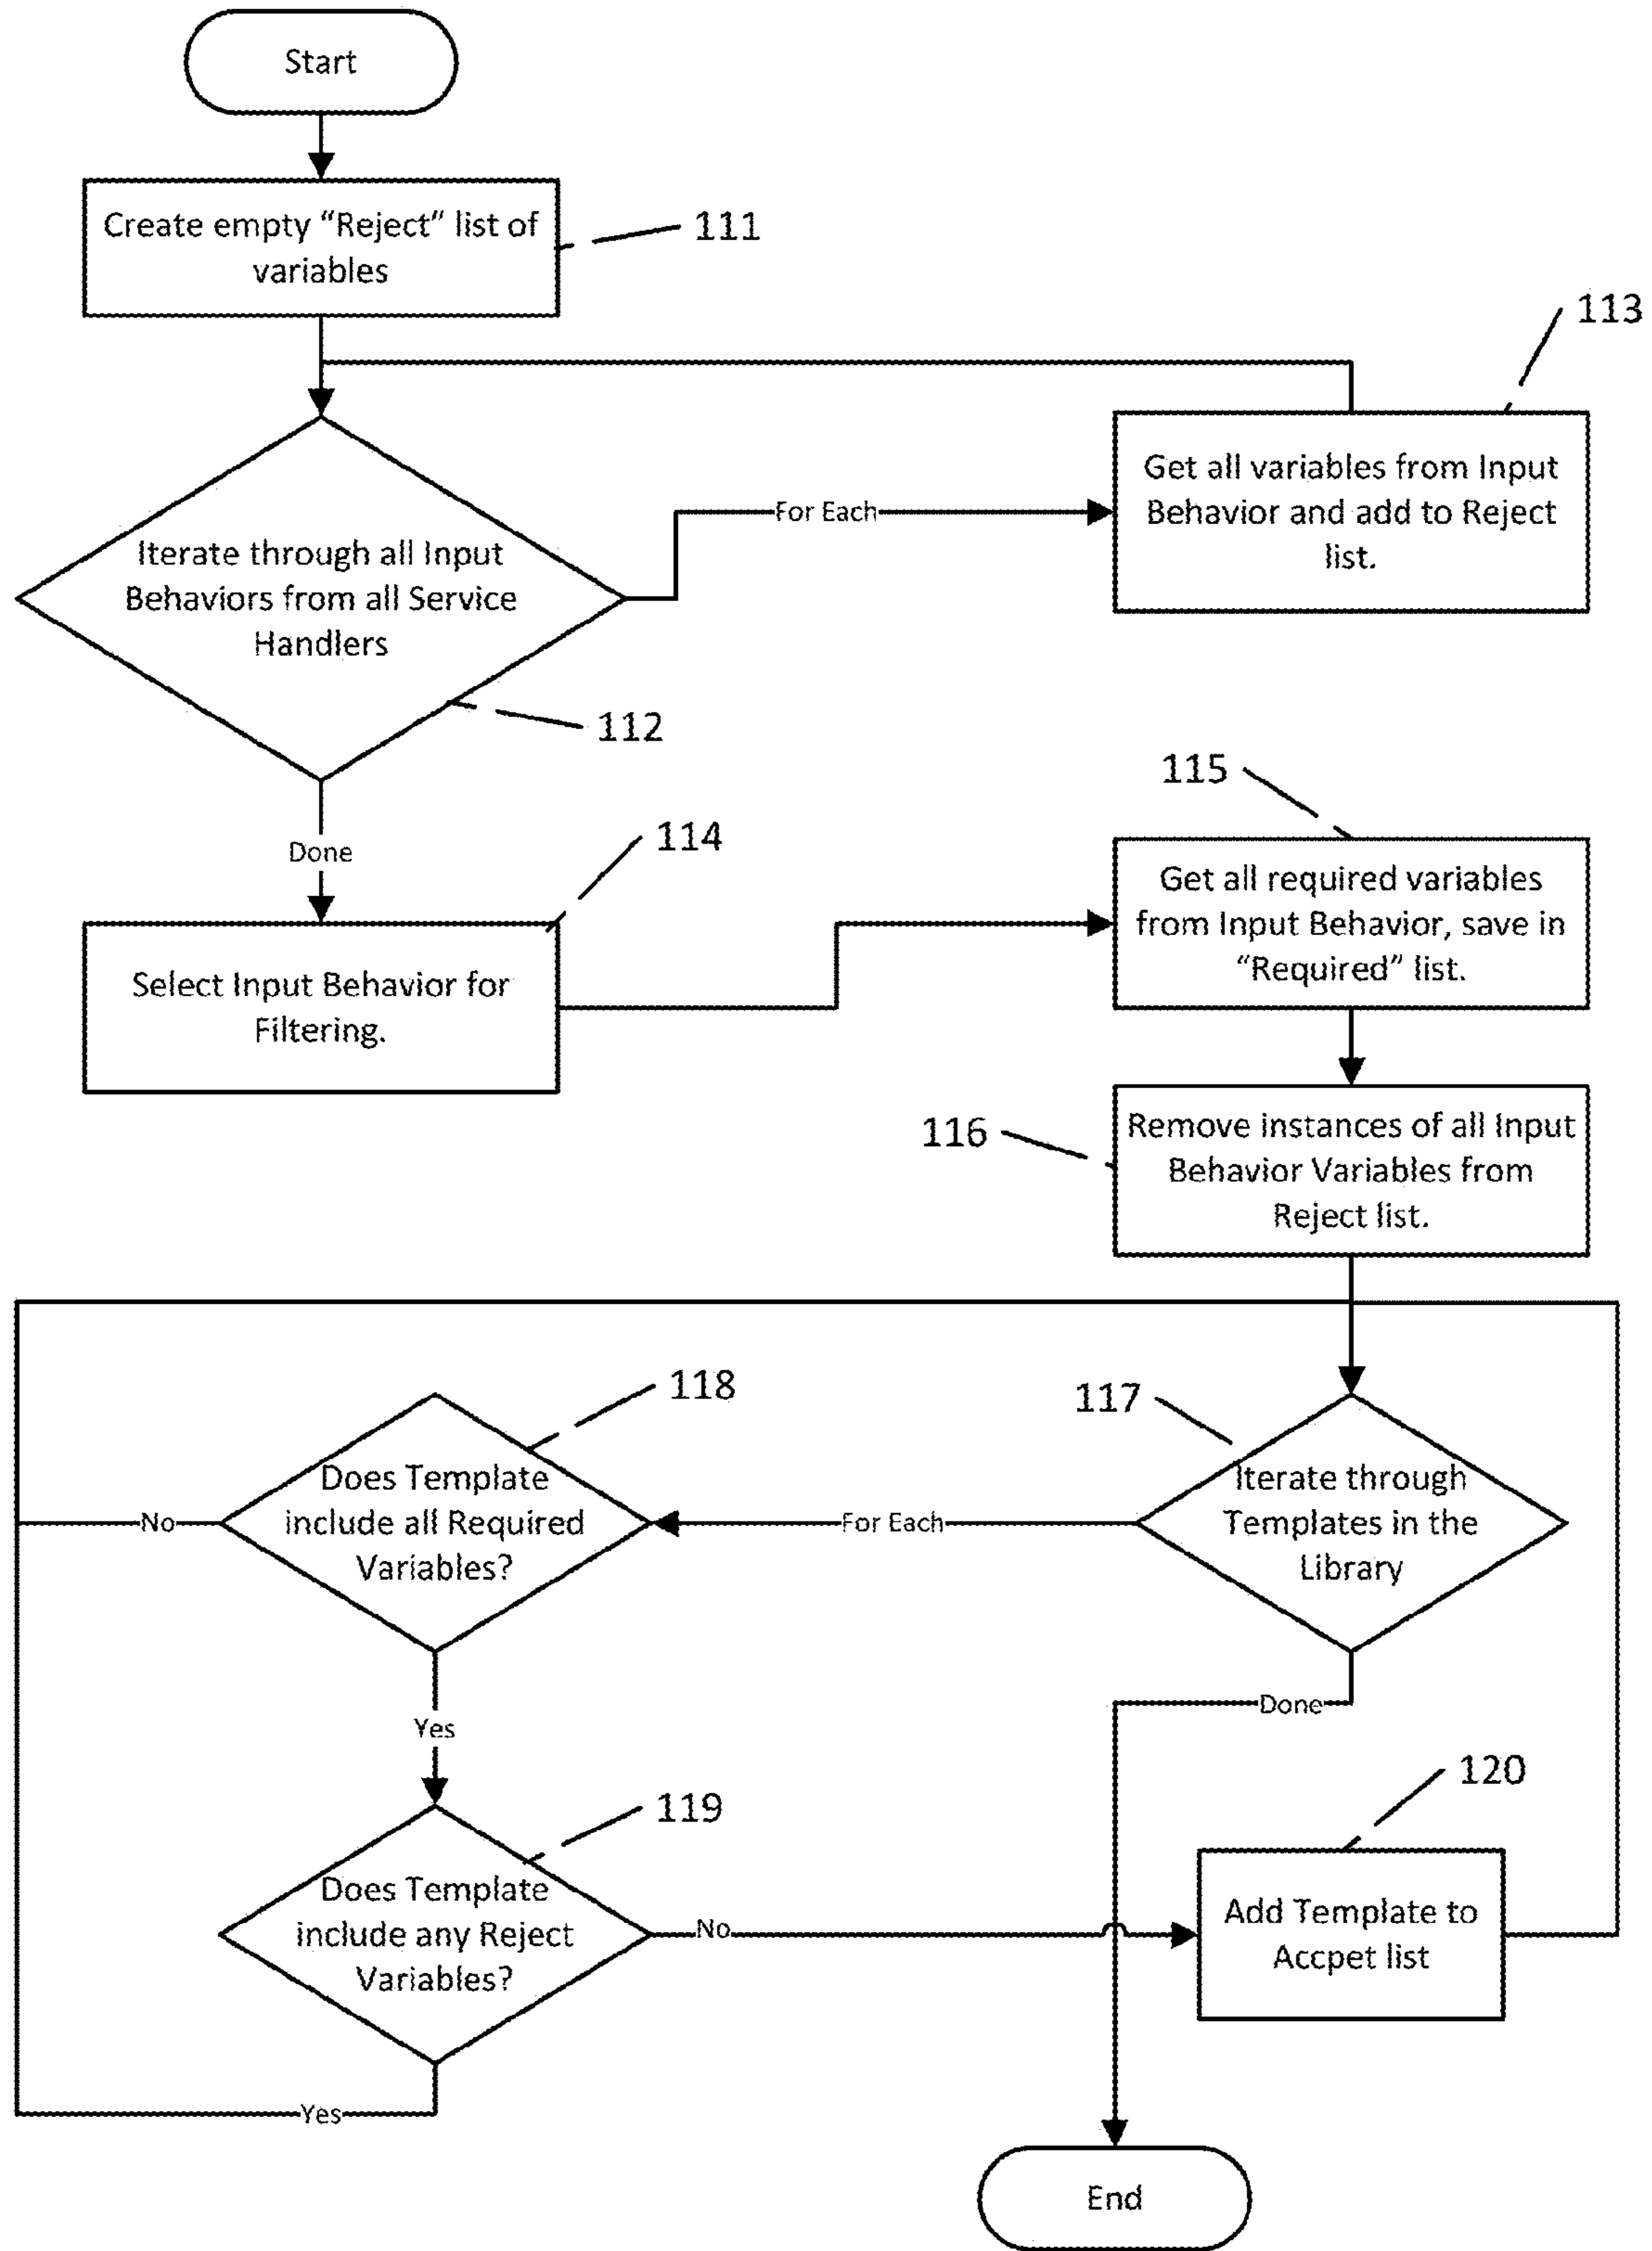 Start
Create empty “Reject” list of
variables
111
113
Get all variables from Input
Behavior and add to Reject
list.
For Each
Iterate through all Input
Behaviors from all Service
Handlers
112
Done
114
115
Get all required variables
from Input Behavior, save in
“Required” list.
Select Input Behavior for
Filtering.
116
Remove instances of all Input
Behavior Variables from
Reject list.
118
117
Does Template
include all Required
Variables?
No
For Each
Iterate through
Templates in the
Library
Yes
Done
119
120
Does Template
include any Reject
Variables?
No
Add Template to
Accpet list
Yes
End